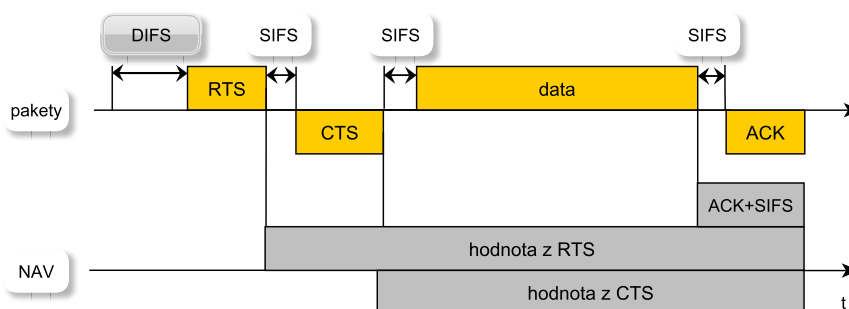 DIFS
SIFS
SIFS
SIFS
RTS
data
pakety
CTS
ACK
ACK+SIFS
hodnota z RTS
NAV
hodnota z CTS
t